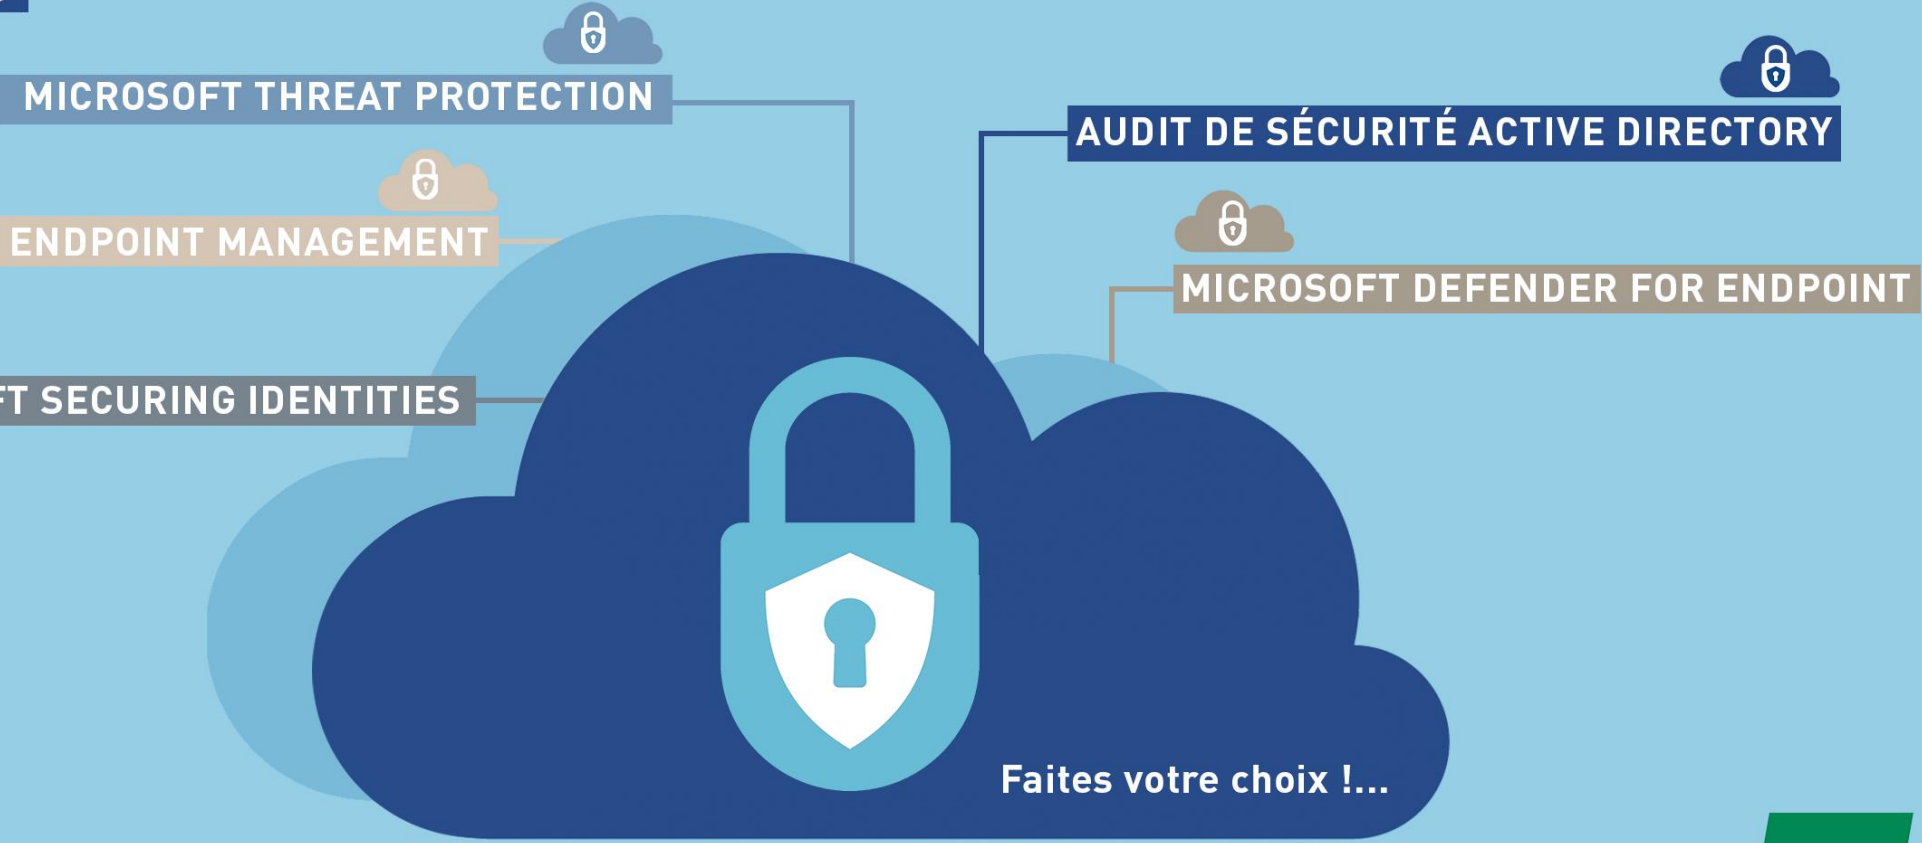 MICROSOFT THREAT PROTECTION
AUDIT DE SÉCURITÉ ACTIVE DIRECTORY
ENDPOINT MANAGEMENT
MICROSOFT DEFENDER FOR ENDPOINT
FT SECURING IDENTITIES
Faites votre choix !...